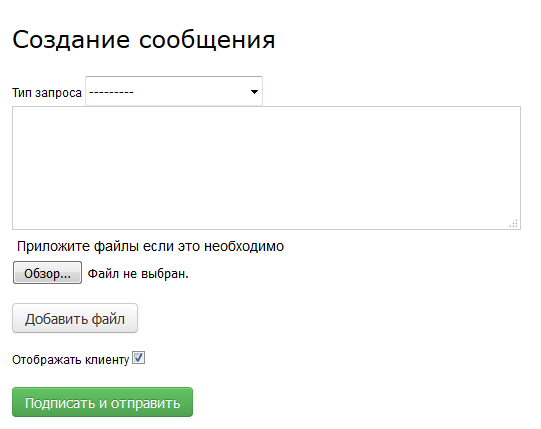 Создание сообщения
Тип запроса ---------
Приложите файлы если это необходимо
Обзор... Файл не выбран.
Добавить файл
Отображать клиенту
Подписать и отправить